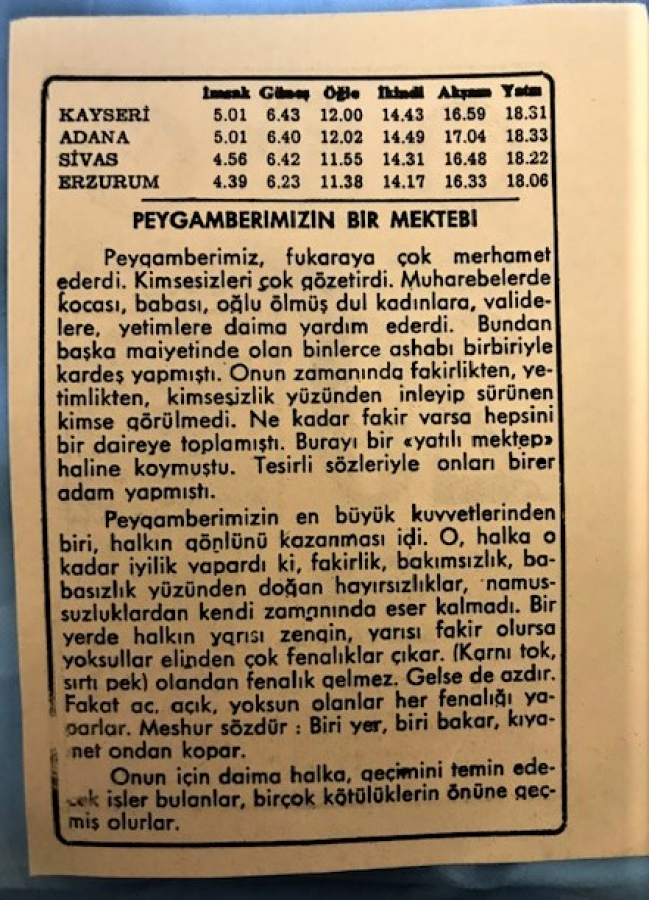 İmsak Güneş Öğle İkindi Akşam Yatsı
KAYSERİ 5.01 6.43 12.00 14.43 16.59 18.31
ADANA 5.01 6.40 12.02 14.49 17.04 18.33
SİVAS 4.56 6.42 11.55 14.31 16.48 18.22
ERZURUM 4.39 6.23 11.38 14.17 16.33 18.06
PEYGAMBERİMİZİN BİR MEKTEBİ
Peygamberimiz, fukaraya çok merhamet
ederdi. Kimsesizleri çok gözetirdi. Muharebelerde
kocası, babası, oğlu ölmüş dul kadınlara, valide-
lere, yetimlere daima yardım ederdi. Bundan
başka maiyetinde olan binlerce ashabı birbiriyle
kardeş yapmıştı. Onun zamanında fakirlikten, ye-
timlikten, kimsesizlik yüzünden inleyip sürünen
kimse görülmedi. Ne kadar fakir varsa hepsini
bir daireye toplamıştı. Burayı bir «yatılı mektep»
haline koymuştu. Tesirli sözleriyle onları birer
adam yapmıstı.
Peygamberimizin en büyük kuvvetlerinden
biri, halkın gönlünü kazanması idi. O, halka o
kadar iyilik yapardı ki, fakirlik, bakımsızlık, ba-
basızlık yüzünden doğan hayırsızlıklar, namus-
suzluklardan kendi zamanında eser kalmadı. Bir
yerde halkın yarısı zengin, yarısı fakir olursa
yoksullar elinden çok fenalıklar çıkar. (Karnı tok,
sırtı pek) olandan fenalık gelmez. Gelse de azdır.
Fakat aç, açık, yoksun olanlar her fenalığı ya-
parlar. Meshur sözdür : Biri yer, biri bakar, kıya-
met ondan kopar.
Onun için daima halka, geçimini temin ede-
cek işler bulanlar, birçok kötülüklerin önüne geç-
miş olurlar.